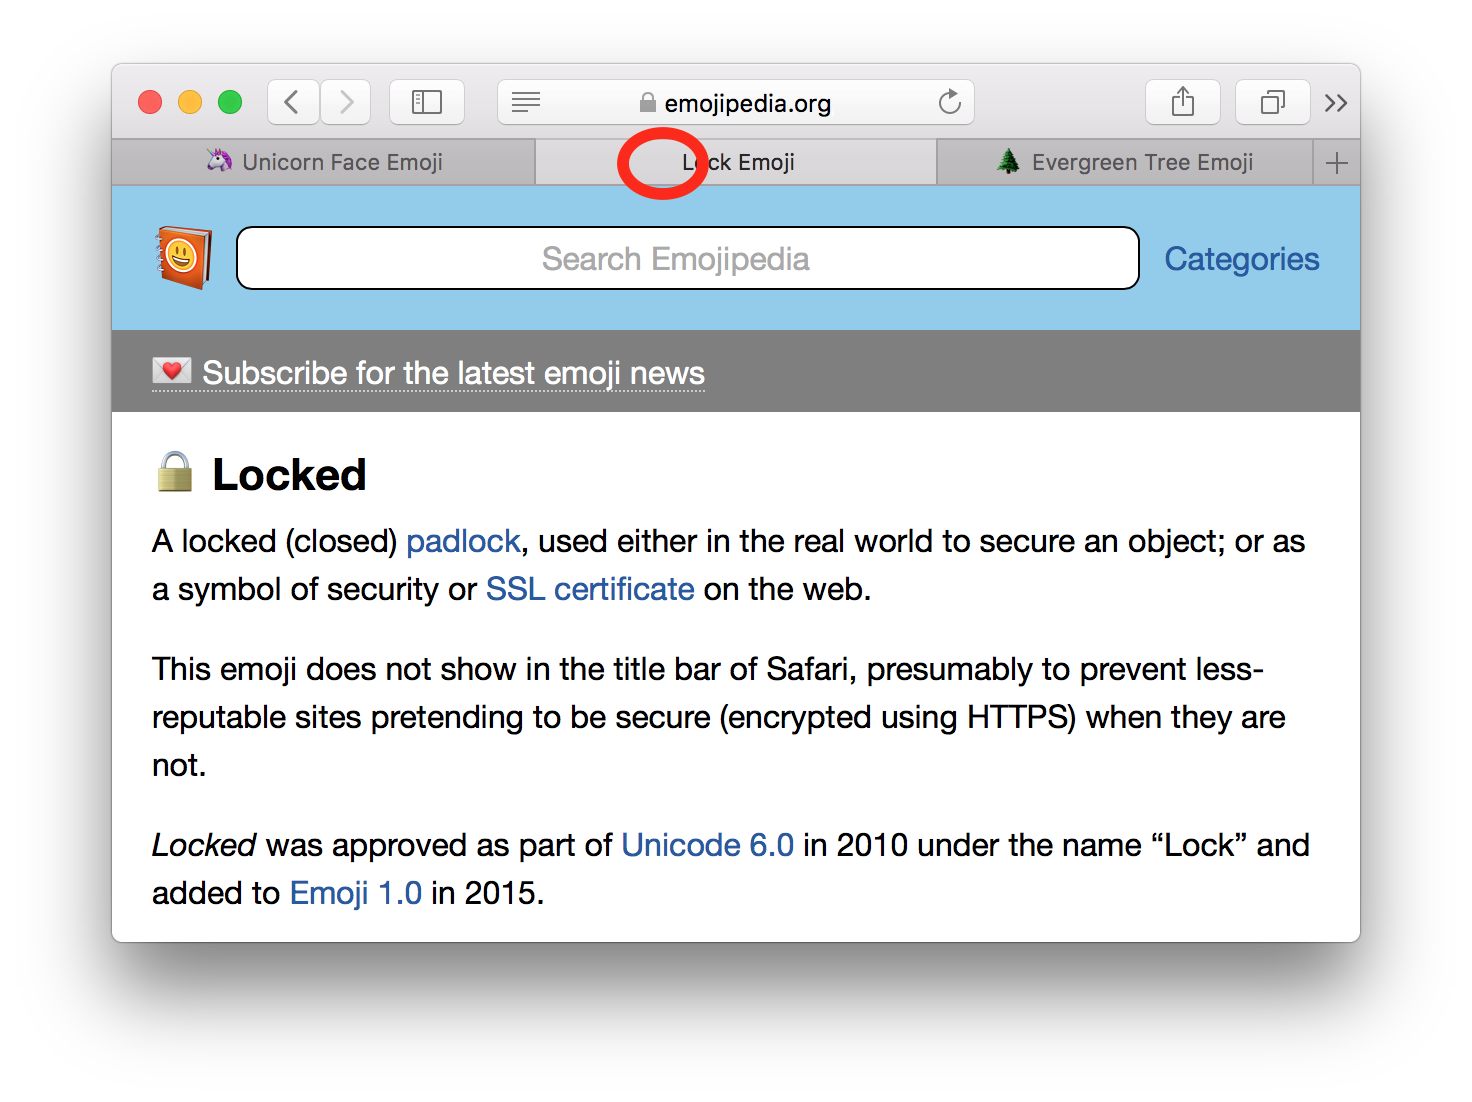 emojipedia.org
🦄 Unicorn Face Emoji
Lock Emoji
🌲 Evergreen Tree Emoji
Search Emojipedia
Categories
💌 Subscribe for the latest emoji news
🔒 Locked
A locked (closed) padlock, used either in the real world to secure an object; or as
a symbol of security or SSL certificate on the web.
This emoji does not show in the title bar of Safari, presumably to prevent less-
reputable sites pretending to be secure (encrypted using HTTPS) when they are
not.
Locked was approved as part of Unicode 6.0 in 2010 under the name “Lock” and
added to Emoji 1.0 in 2015.